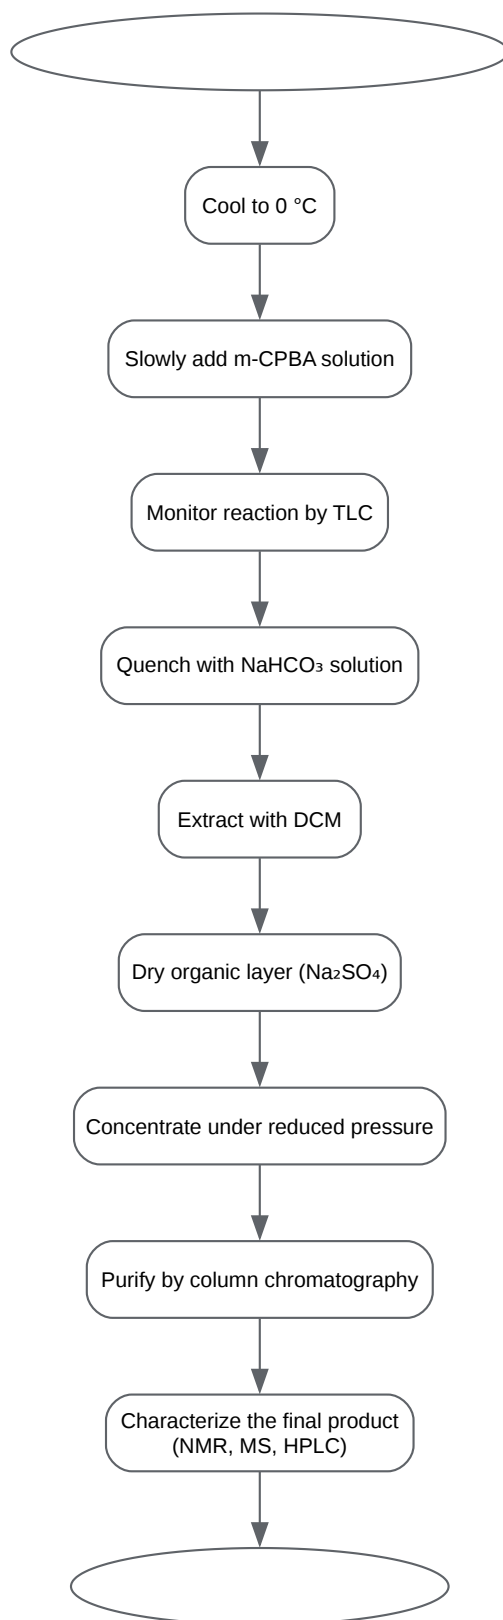 Cool to 0 °C
Slowly add m-CPBA solution
Monitor reaction by TLC
Quench with NaHCO₃ solution
Extract with DCM
Dry organic layer (Na₂SO₄)
Concentrate under reduced pressure
Purify by column chromatography
Characterize the final product
(NMR, MS, HPLC)